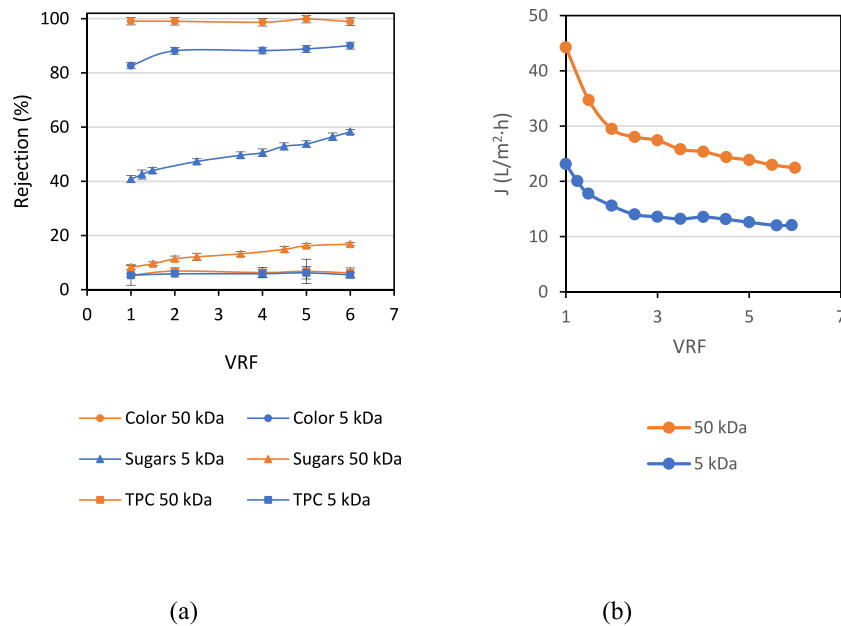 100
80
60
40
20
0
Rejection (%)
0 1 2 3 4 5 6 7
VRF
Color 50 kDa Color 5 kDa
Sugars 5 kDa Sugars 50 kDa
TPC 50 kDa TPC 5 kDa
(a)
50
40
30
20
10
0
J (L/m²·h)
1 3 5 7
VRF
50 kDa
5 kDa
(b)